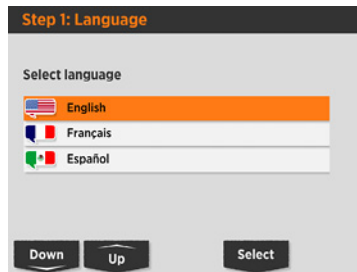 Step 1: Language
Select language
English
Français
Español
Down Up Select